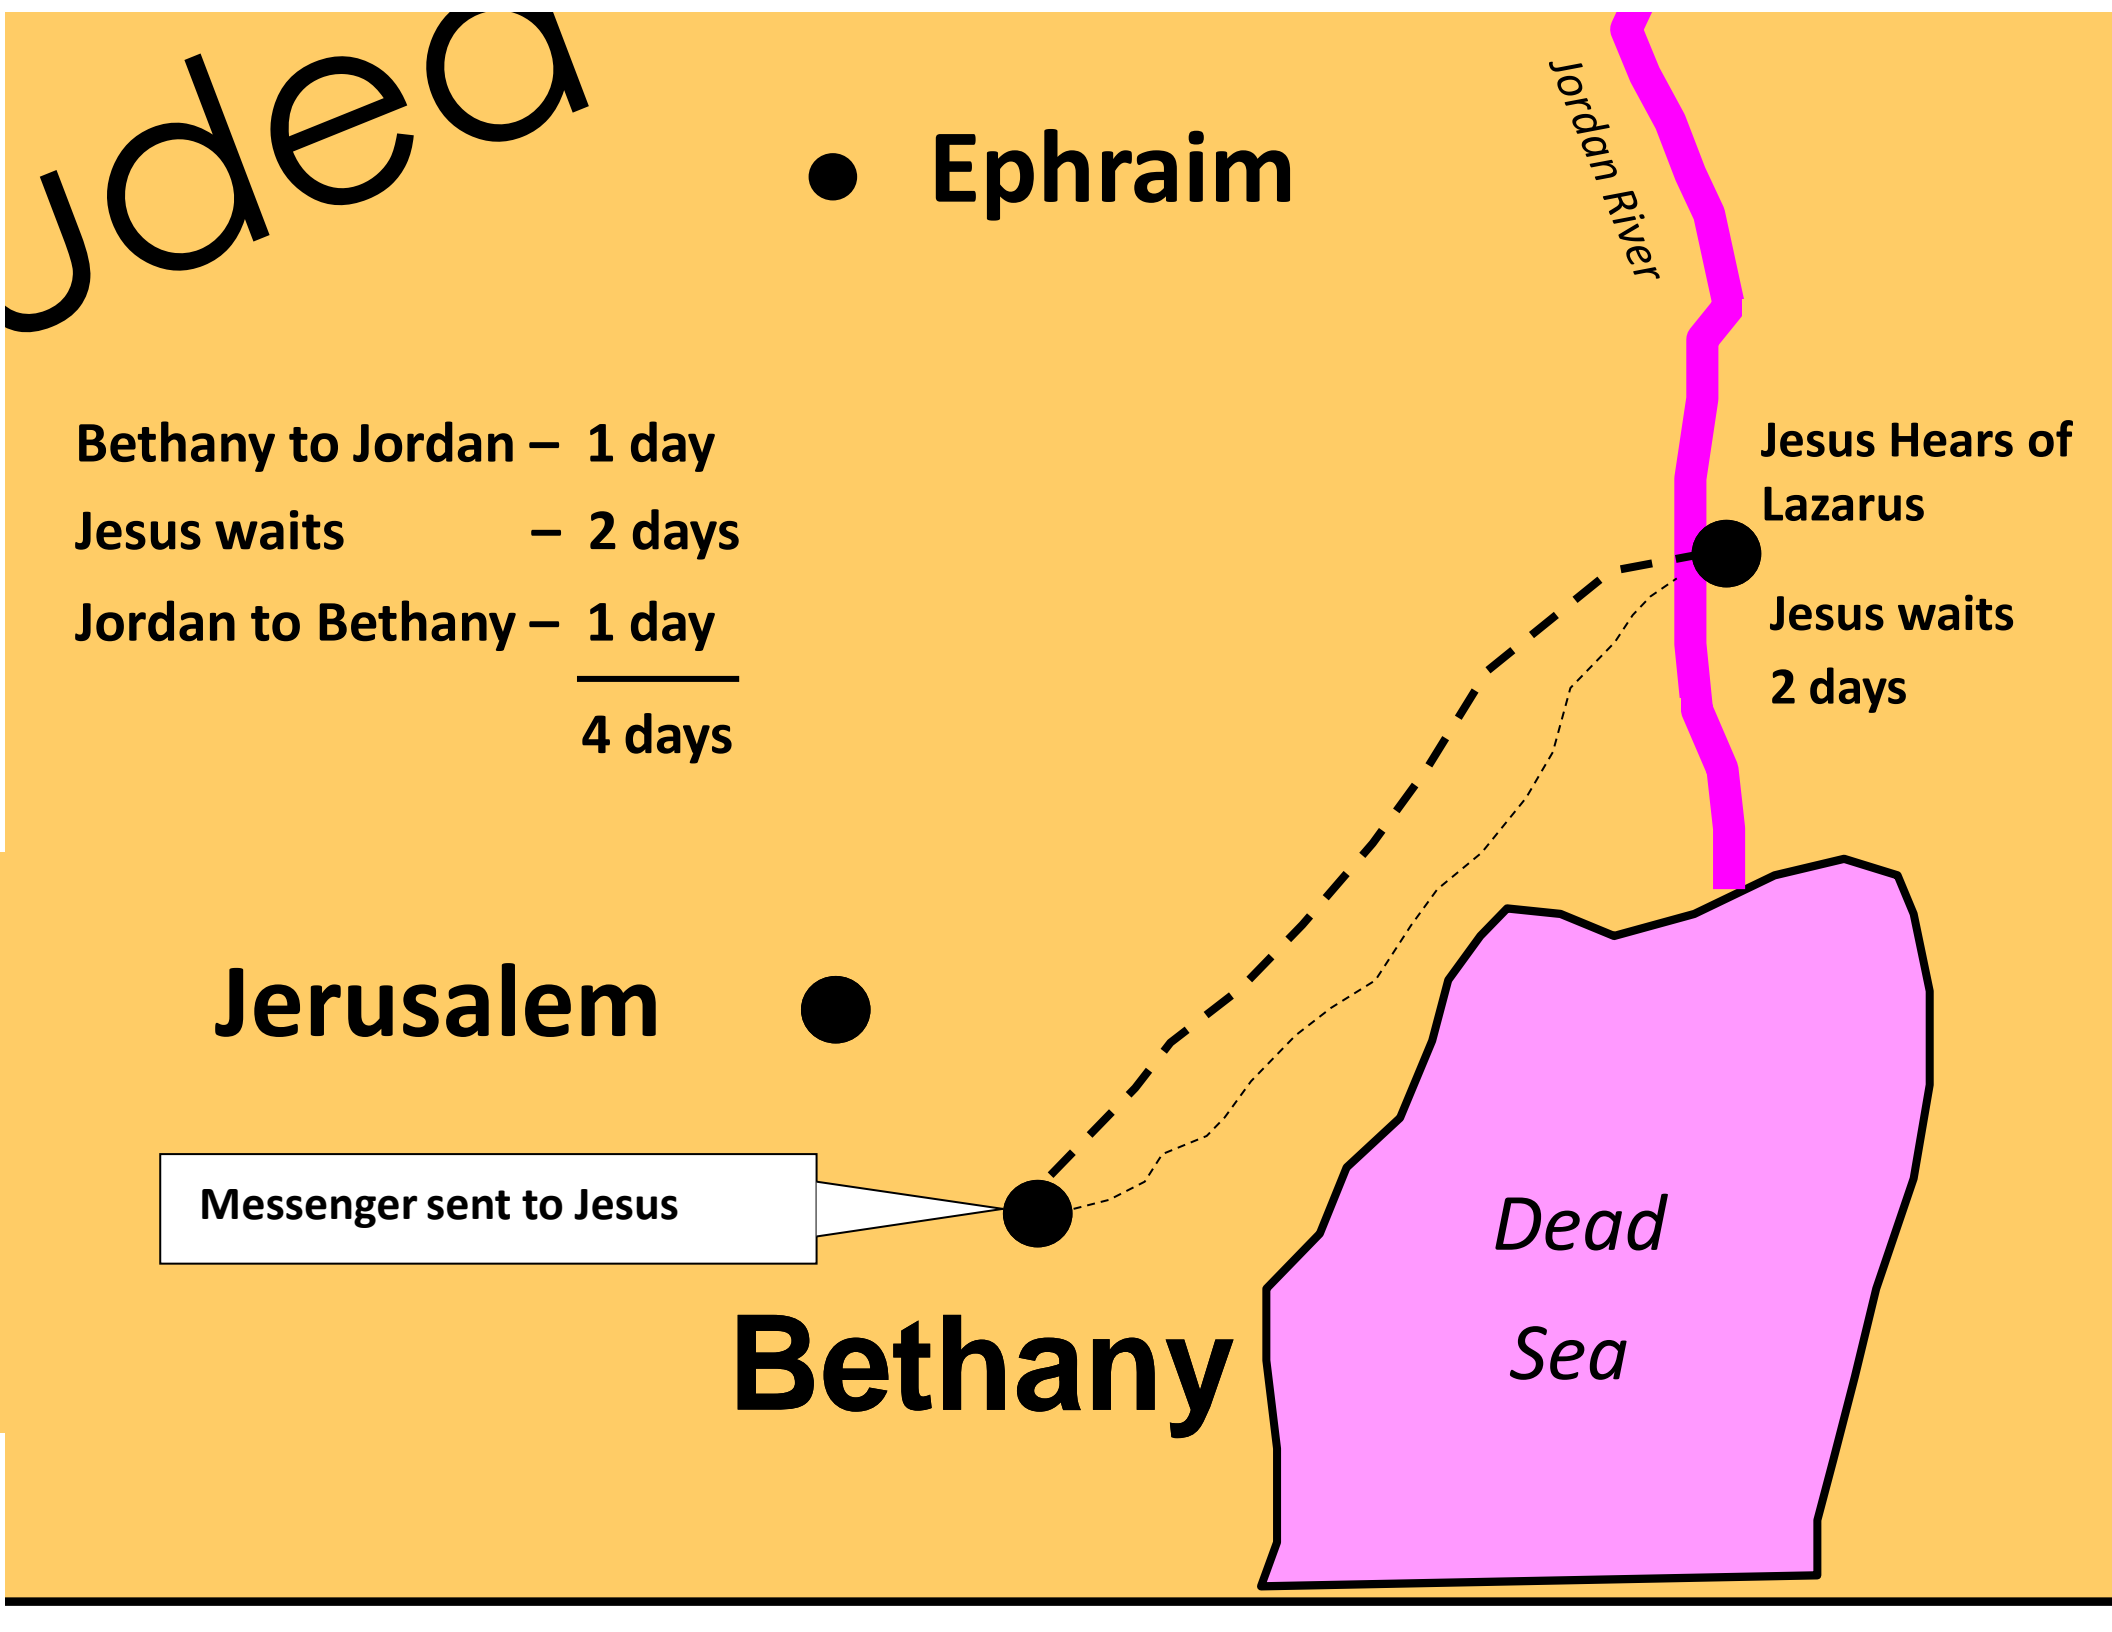 udea
Ephraim
Jordan River
Bethany to Jordan – 1 day
Jesus waits – 2 days
Jordan to Bethany – 1 day
4 days
Jesus Hears of
Lazarus
Jesus waits
2 days
Jerusalem
Messenger sent to Jesus
Bethany
Dead
Sea